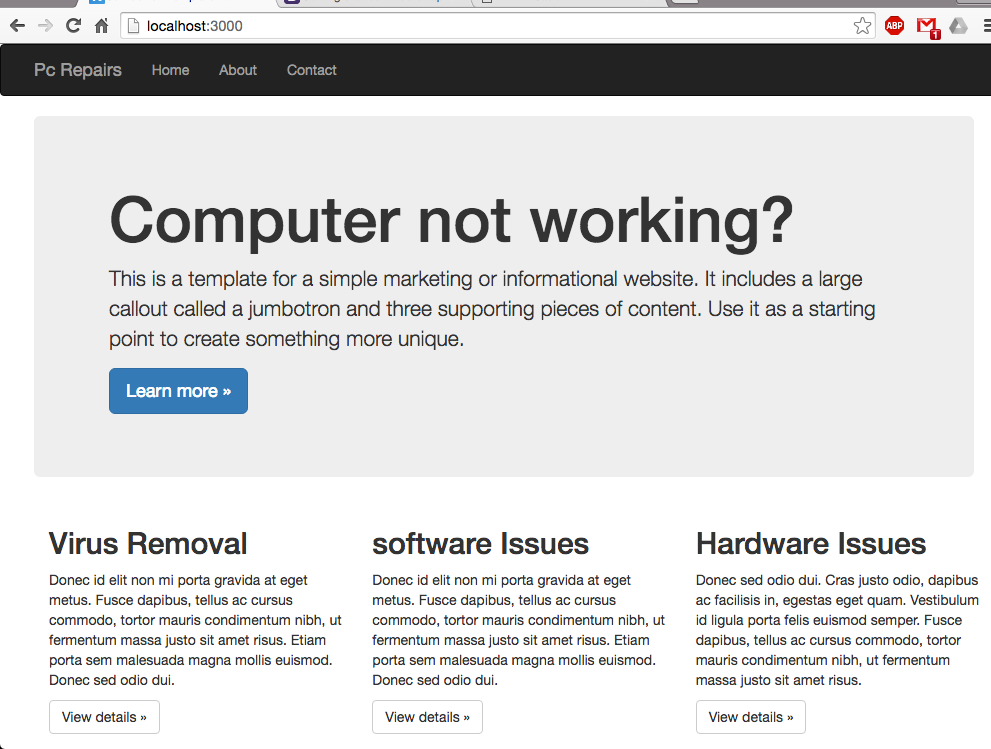 localhost:3000
ABP
1
Pc Repairs Home About Contact
Computer not working?
This is a template for a simple marketing or informational website. It includes a large
callout called a jumbotron and three supporting pieces of content. Use it as a starting
point to create something more unique.
Learn more »
Virus Removal
Donec id elit non mi porta gravida at eget
metus. Fusce dapibus, tellus ac cursus
commodo, tortor mauris condimentum nibh, ut
fermentum massa justo sit amet risus. Etiam
porta sem malesuada magna mollis euismod.
Donec sed odio dui.
View details »
software Issues
Donec id elit non mi porta gravida at eget
metus. Fusce dapibus, tellus ac cursus
commodo, tortor mauris condimentum nibh, ut
fermentum massa justo sit amet risus. Etiam
porta sem malesuada magna mollis euismod.
Donec sed odio dui.
View details »
Hardware Issues
Donec sed odio dui. Cras justo odio, dapibus
ac facilisis in, egestas eget quam. Vestibulum
id ligula porta felis euismod semper. Fusce
dapibus, tellus ac cursus commodo, tortor
mauris condimentum nibh, ut fermentum
massa justo sit amet risus.
View details »